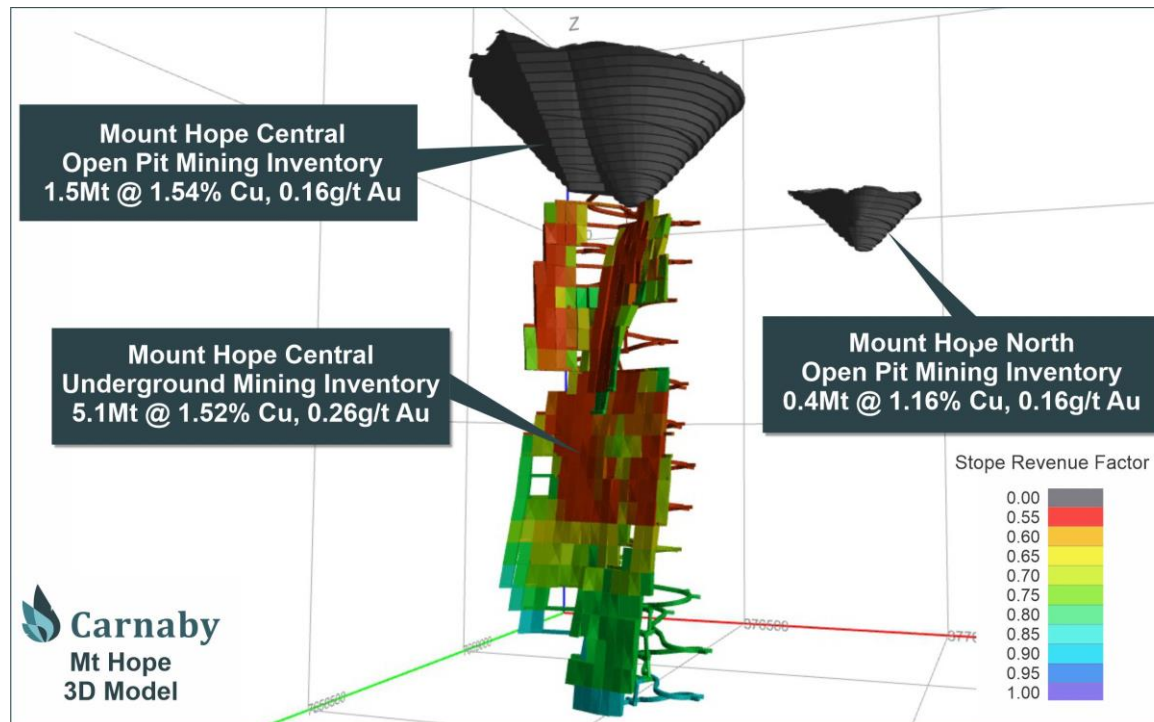 Z
Mount Hope Central
Open Pit Mining Inventory
1.5Mt @ 1.54% Cu, 0.16g/t Au
Mount Hope Central
Underground Mining Inventory
5.1Mt @ 1.52% Cu, 0.26g/t Au
Mount Hope North
Open Pit Mining Inventory
0.4Mt @ 1.16% Cu, 0.16g/t Au
Stope Revenue Factor
0.00
0.55
0.60
0.65
0.70
0.75
0.80
0.85
0.90
0.95
1.00
Carnaby
Mt Hope
3D Model